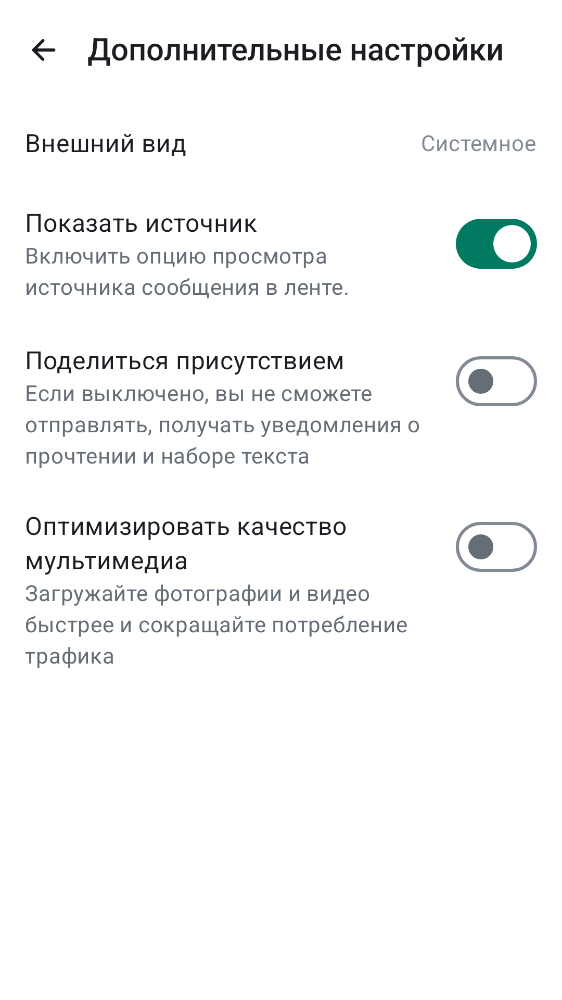 Дополнительные настройки
Внешний вид
Системное
Показать источник
Включить опцию просмотра
источника сообщения в ленте.
Поделиться присутствием
Если выключено, вы не сможете
отправлять, получать уведомления о
прочтении и наборе текста
Оптимизировать качество
мультимедиа
Загружайте фотографии и видео
быстрее и сокращайте потребление
трафика